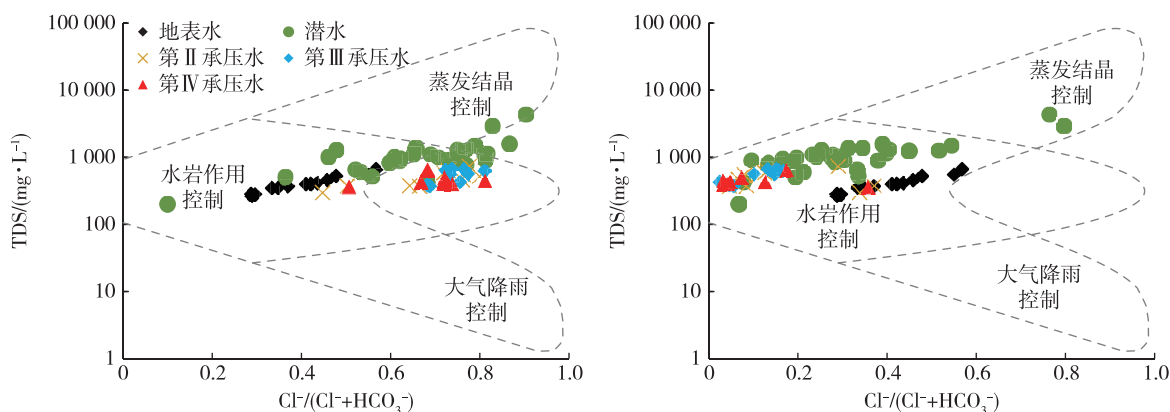 100 000
10 000
1 000
100
10
1
TDS/(mg·L⁻¹)
地表水
潜水
第Ⅱ承压水
第Ⅲ承压水
第Ⅳ承压水
蒸发结晶
控制
水岩作用
控制
大气降雨
控制
0
0.2
0.4
0.6
0.8
1.0
Cl⁻/(Cl⁻+HCO₃⁻)
100 000
10 000
1 000
100
10
1
TDS/(mg·L⁻¹)
蒸发结晶
控制
水岩作用
控制
大气降雨
控制
0
0.2
0.4
0.6
0.8
1.0
Cl⁻/(Cl⁻+HCO₃⁻)